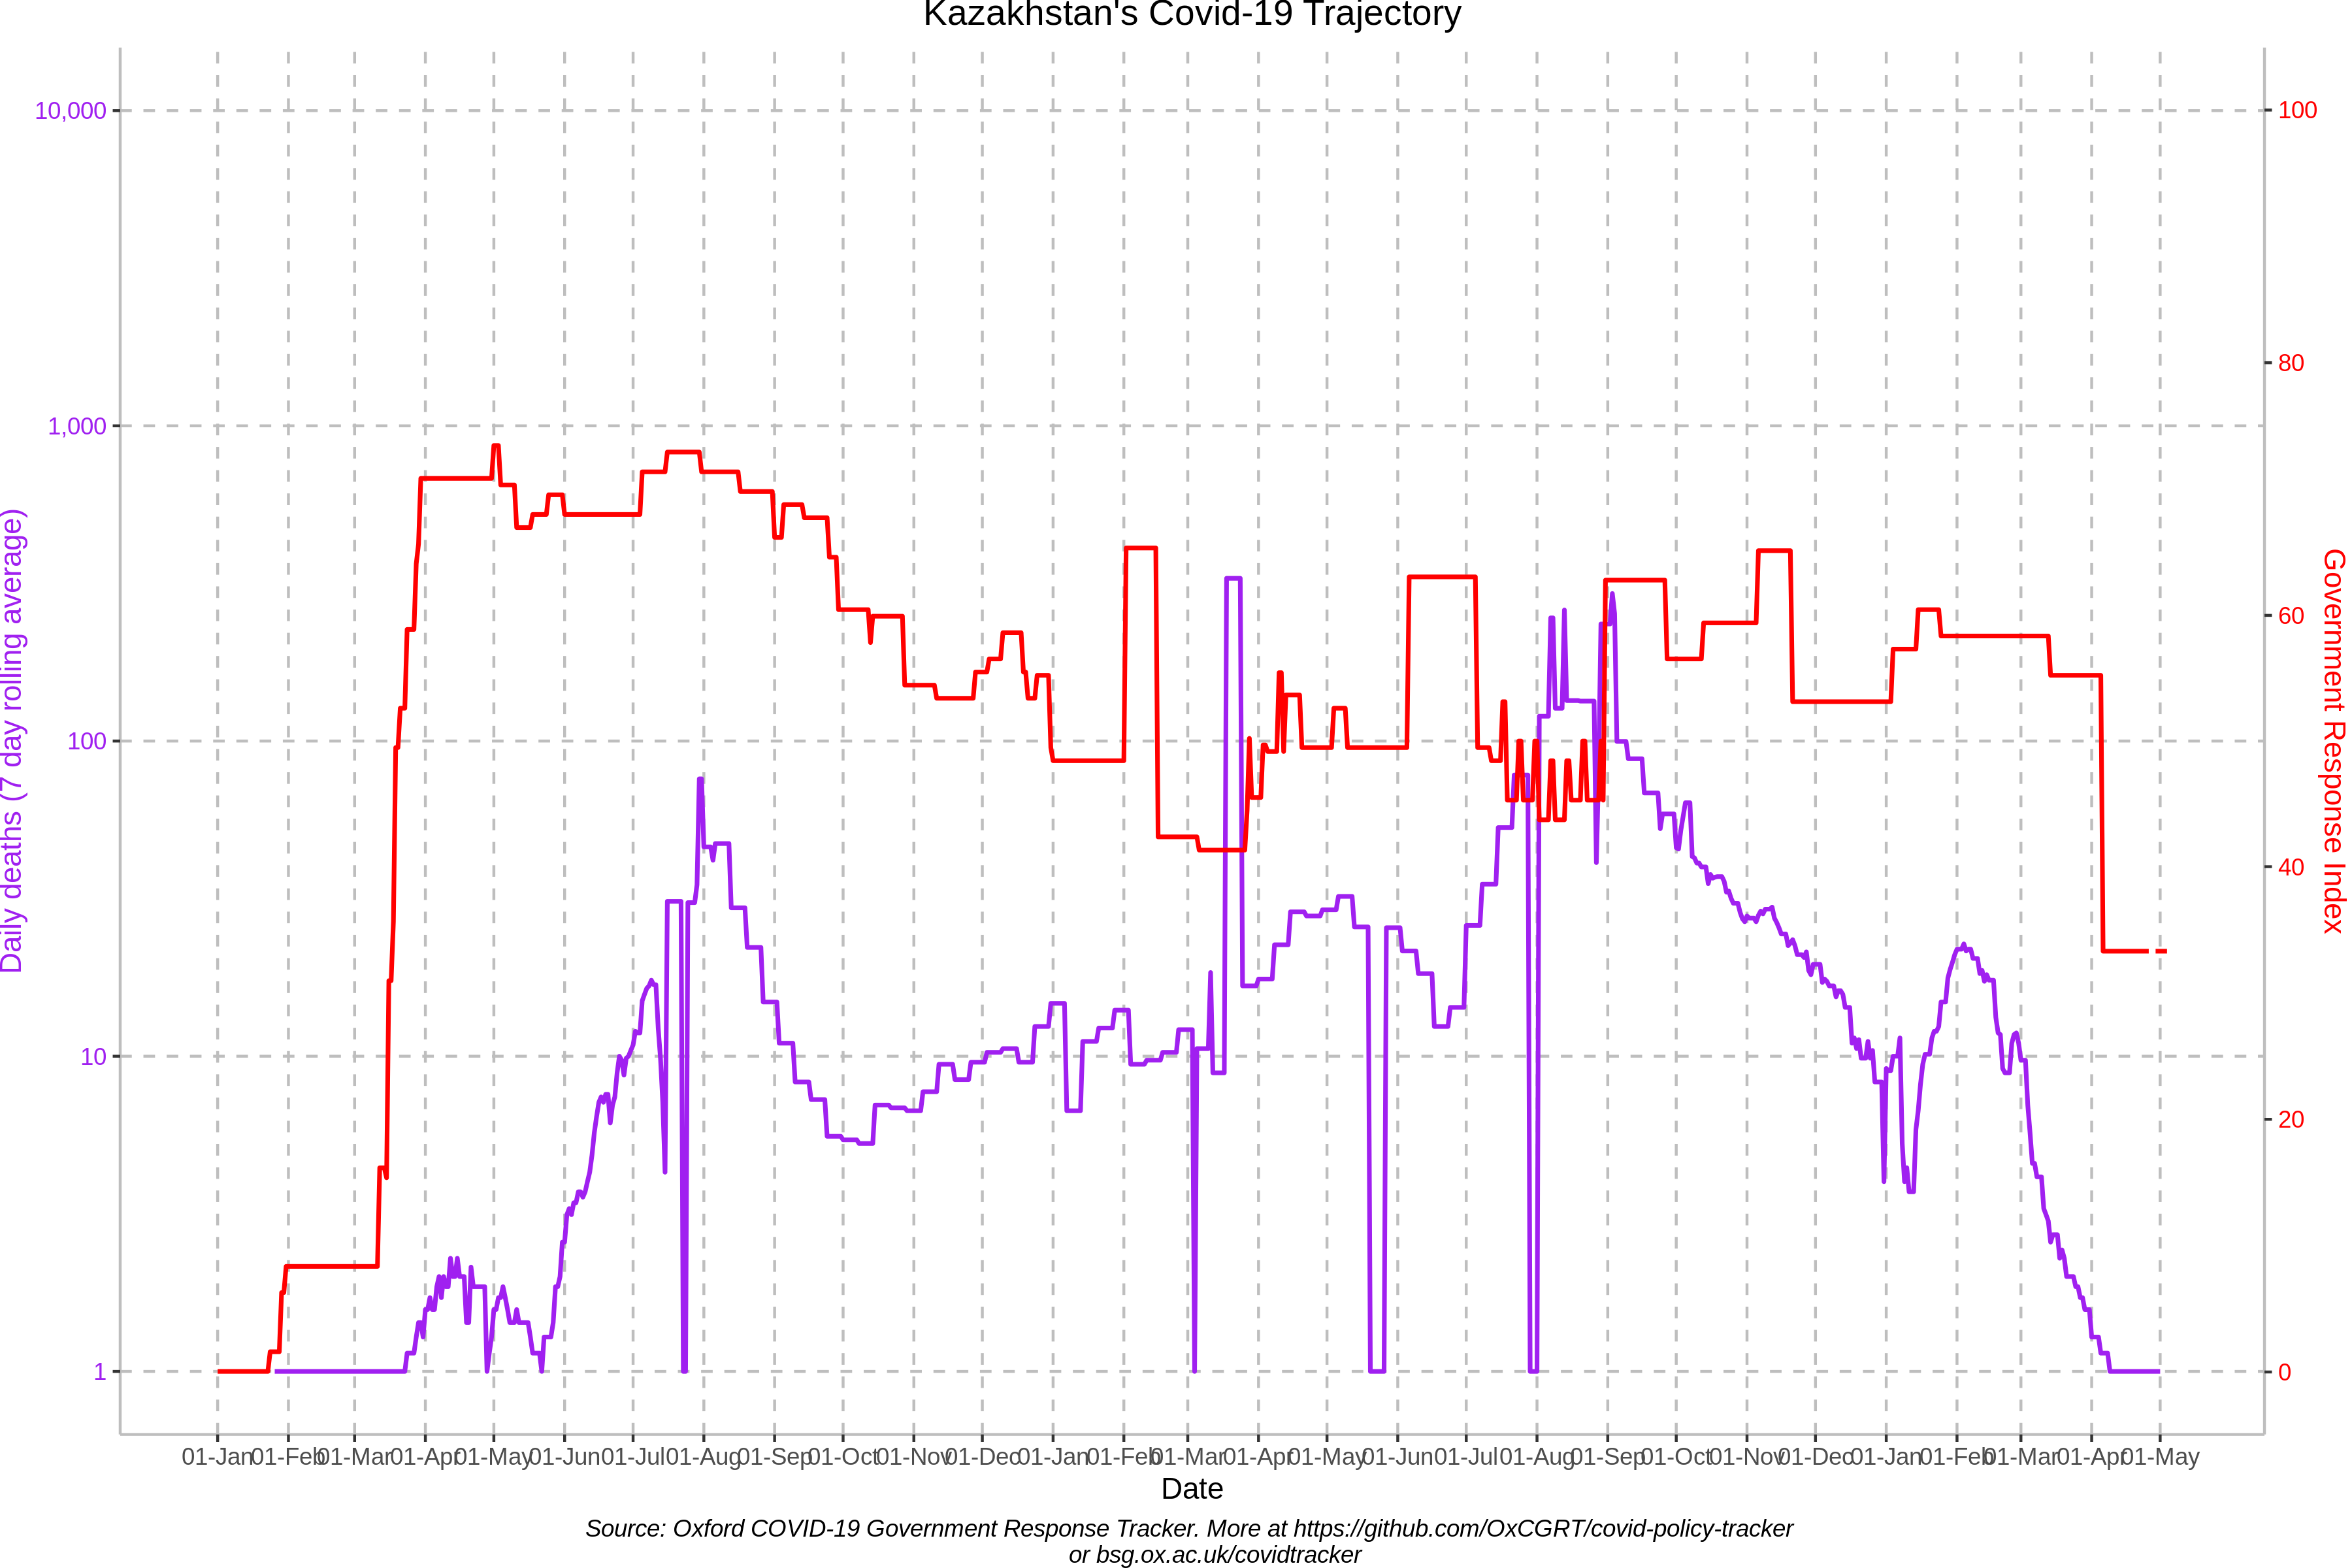 Kazakhstan's Covid-19 Trajectory
10,000
1,000
100
10
1
Daily deaths (7 day rolling average)
100
80
60
40
20
0
Government Response Index
01-Jan 01-Feb 01-Mar 01-Apr 01-May 01-Jun 01-Jul 01-Aug 01-Sep 01-Oct 01-Nov 01-Dec 01-Jan 01-Feb 01-Mar 01-Apr 01-May 01-Jun 01-Jul 01-Aug 01-Sep 01-Oct 01-Nov 01-Dec 01-Jan 01-Feb 01-Mar 01-Apr 01-May
Date
Source: Oxford COVID-19 Government Response Tracker. More at https://github.com/OxCGRT/covid-policy-tracker
or bsg.ox.ac.uk/covidtracker